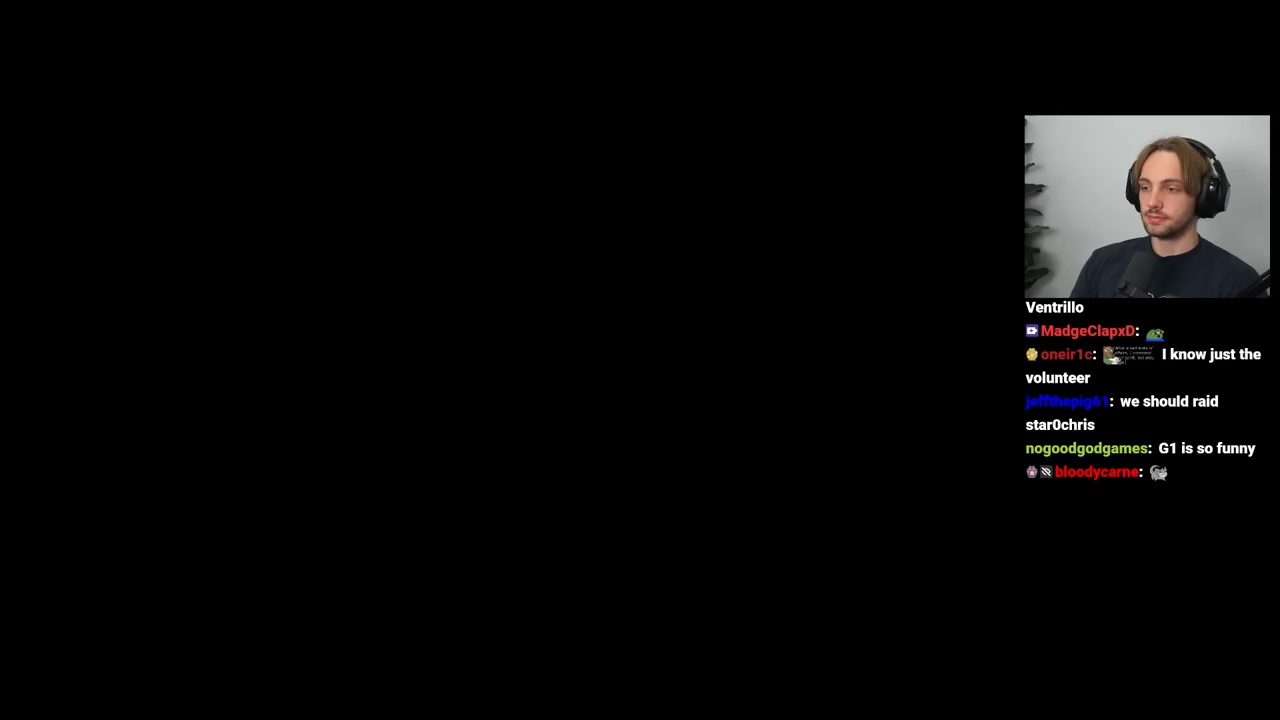 Ventrillo
MadgeClapxD:
oneir1c: I know just the
volunteer
jeffthepig61: we should raid
star0chris
nogoodgodgames: G1 is so funny
bloodycarne: